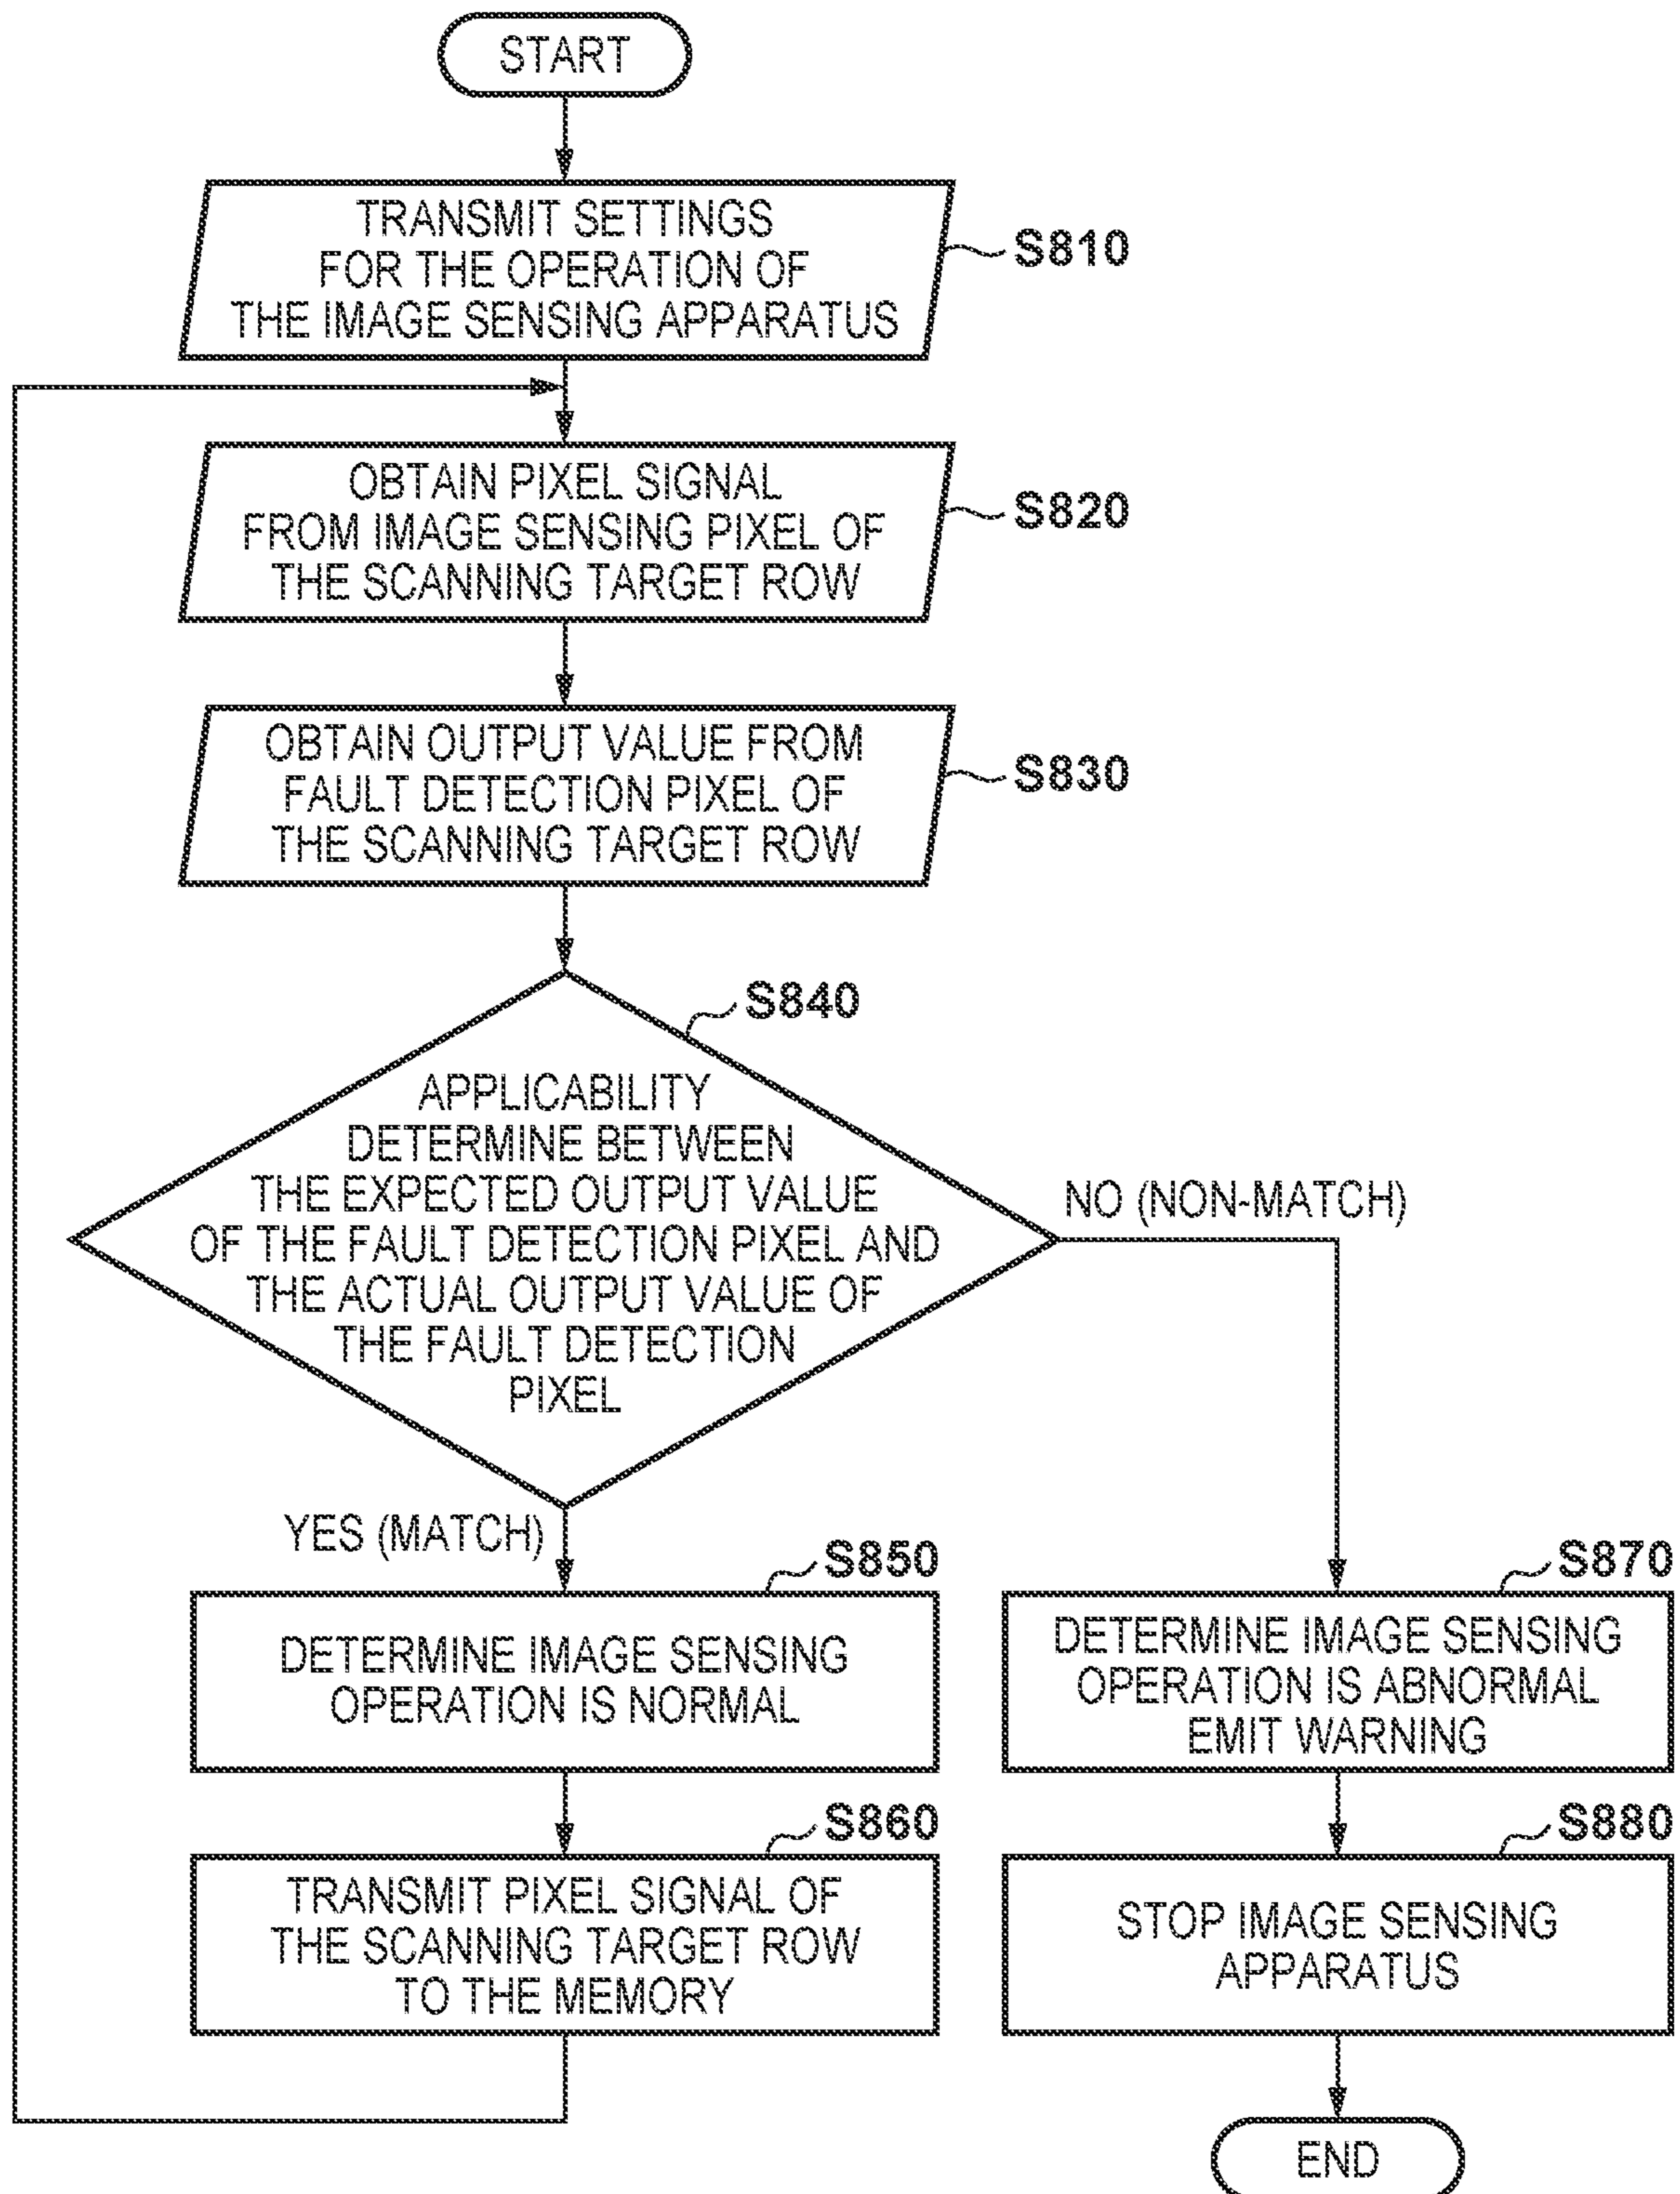 START
TRANSMIT SETTINGS
FOR THE OPERATION OF
THE IMAGE SENSING APPARATUS
S810
OBTAIN PIXEL SIGNAL
FROM IMAGE SENSING PIXEL OF
THE SCANNING TARGET ROW
S820
OBTAIN OUTPUT VALUE FROM
FAULT DETECTION PIXEL OF
THE SCANNING TARGET ROW
S830
S840
APPLICABILITY
DETERMINE BETWEEN
THE EXPECTED OUTPUT VALUE
OF THE FAULT DETECTION PIXEL AND
THE ACTUAL OUTPUT VALUE OF
THE FAULT DETECTION
PIXEL
NO (NON-MATCH)
YES (MATCH)
S850
DETERMINE IMAGE SENSING
OPERATION IS NORMAL
S870
DETERMINE IMAGE SENSING
OPERATION IS ABNORMAL
EMIT WARNING
S860
TRANSMIT PIXEL SIGNAL OF
THE SCANNING TARGET ROW
TO THE MEMORY
S880
STOP IMAGE SENSING
APPARATUS
END